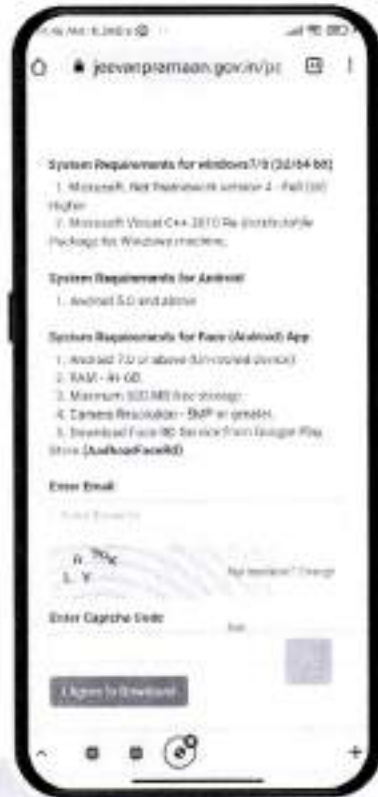 jeevanpramaan.gov.in/pc
System Requirements for windows7/8 (32/64 bit)
1. Microsoft. Net framework version 4 - Full (or)
Higher
2. Microsoft Visual C++ 2010 Re-distributable
Package for Windows machine.
System Requirements for Android
1. Android 5.0 and above
System Requirements for Face (Android) App
1. Android 7.0 or above (Un-rooted device)
2. RAM - 4+ GB
3. Minimum 500 MB free storage
4. Camera Resolution - 5MP or greater.
5. Download Face RD Service from Google Play
Store (AadhaarFaceRd)
Enter Email
Not readable? Change
Enter Captcha Code
I Agree to Download